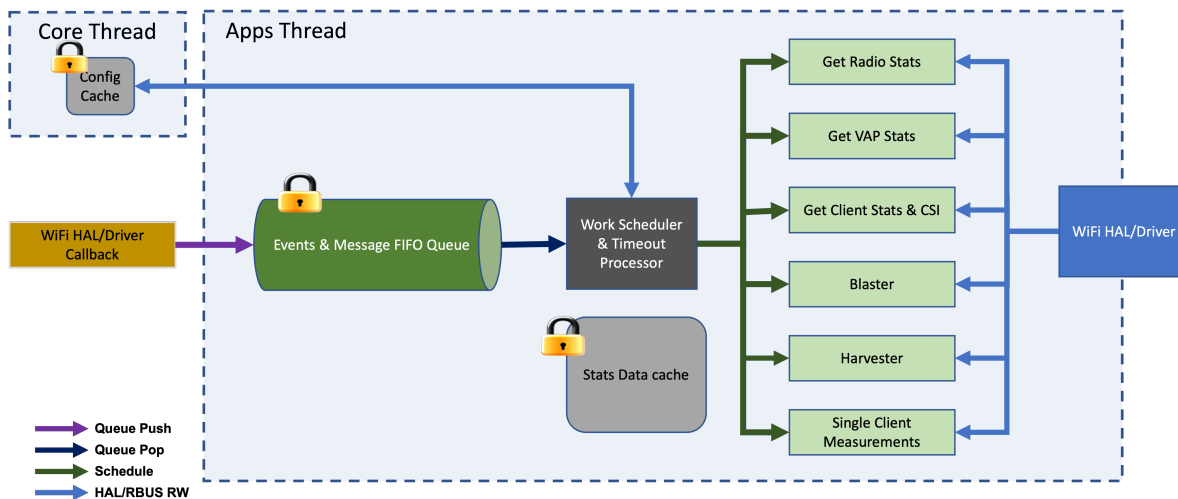 Core Thread
Config
Cache
Apps Thread
WiFi HAL/Driver
Callback
Events & Message FIFO Queue
Work Scheduler
& Timeout
Processor
Stats Data cache
Get Radio Stats
Get VAP Stats
Get Client Stats & CSI
Blaster
Harvester
Single Client
Measurements
WiFi HAL/Driver
Queue Push
Queue Pop
Schedule
HAL/RBUS RW